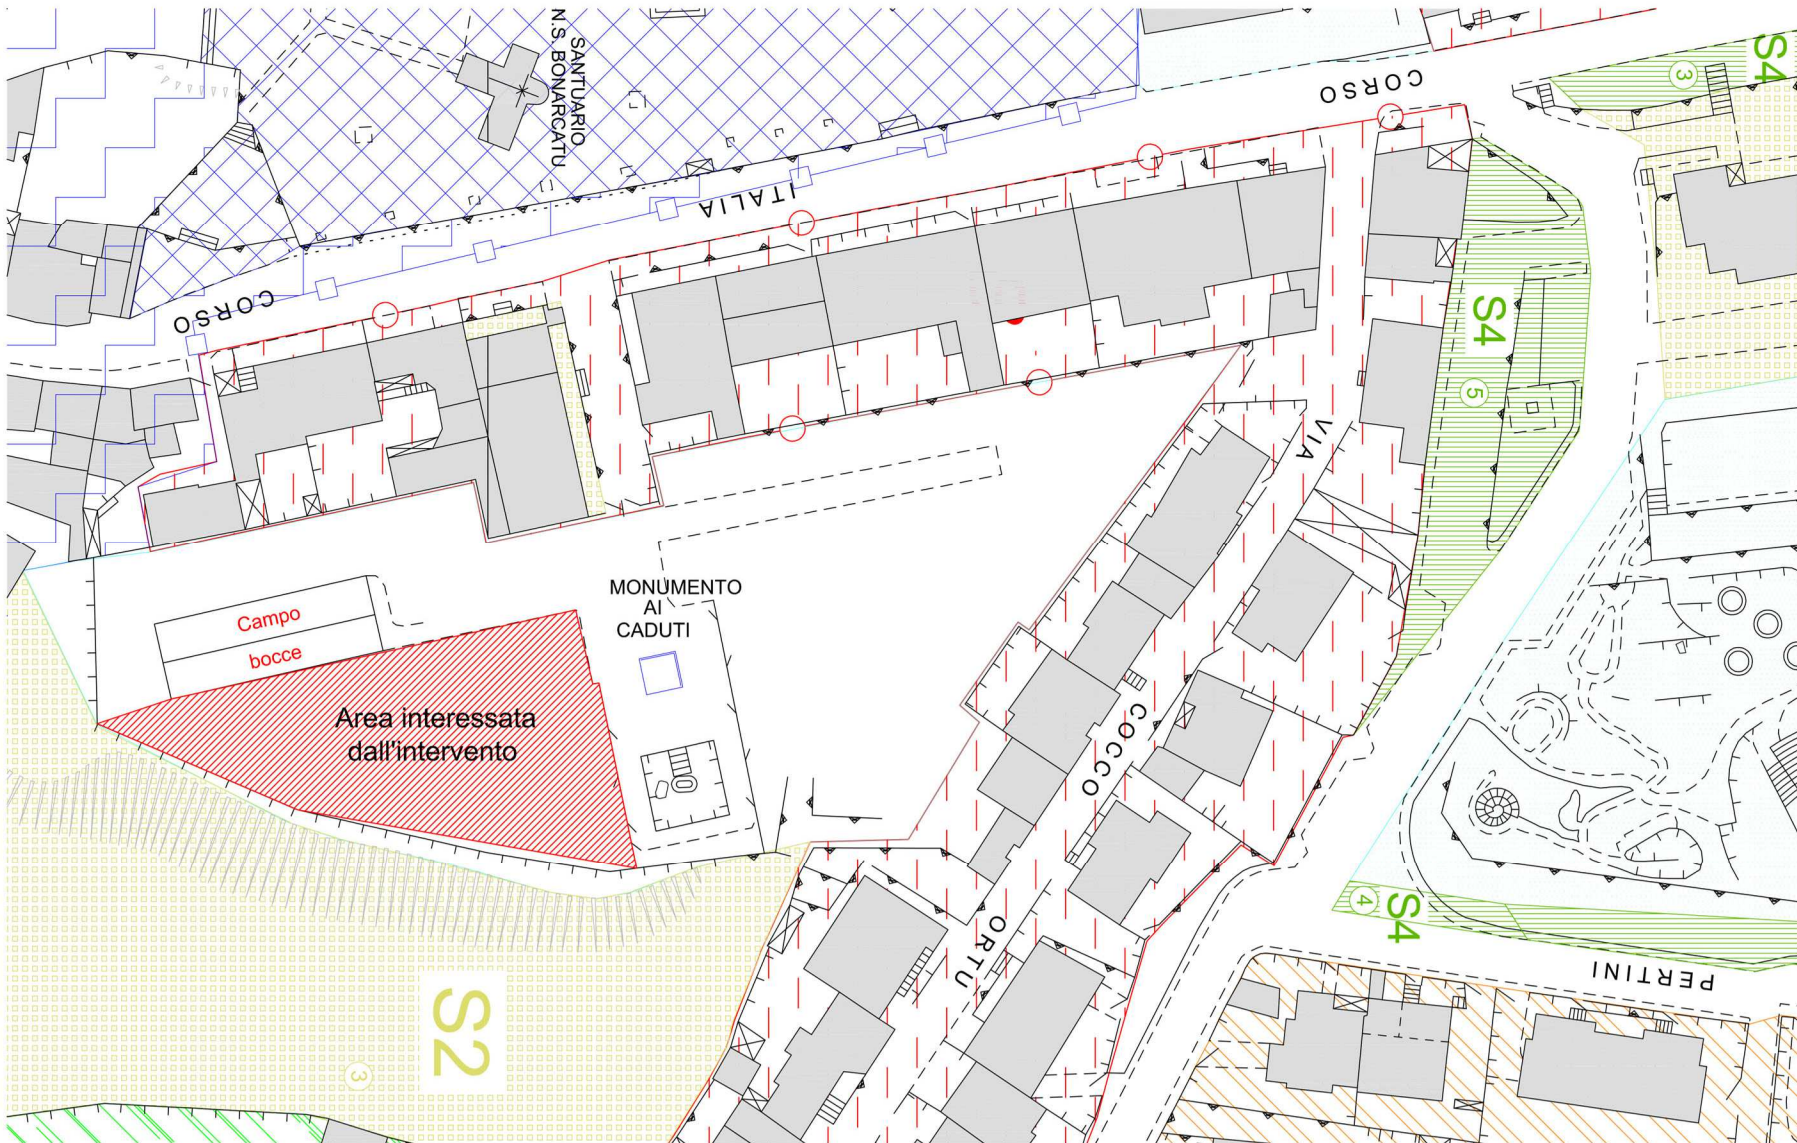 SANTUARIO
N.S. BONARCATU
CORSO
S4
3
ITALIA
CORSO
S4
5
VIA
MONUMENTO
AI
CADUTI
Campo
bocce
Area interessata
dall'intervento
COCCO
ORTU
4
S4
PERTINI
S2
3